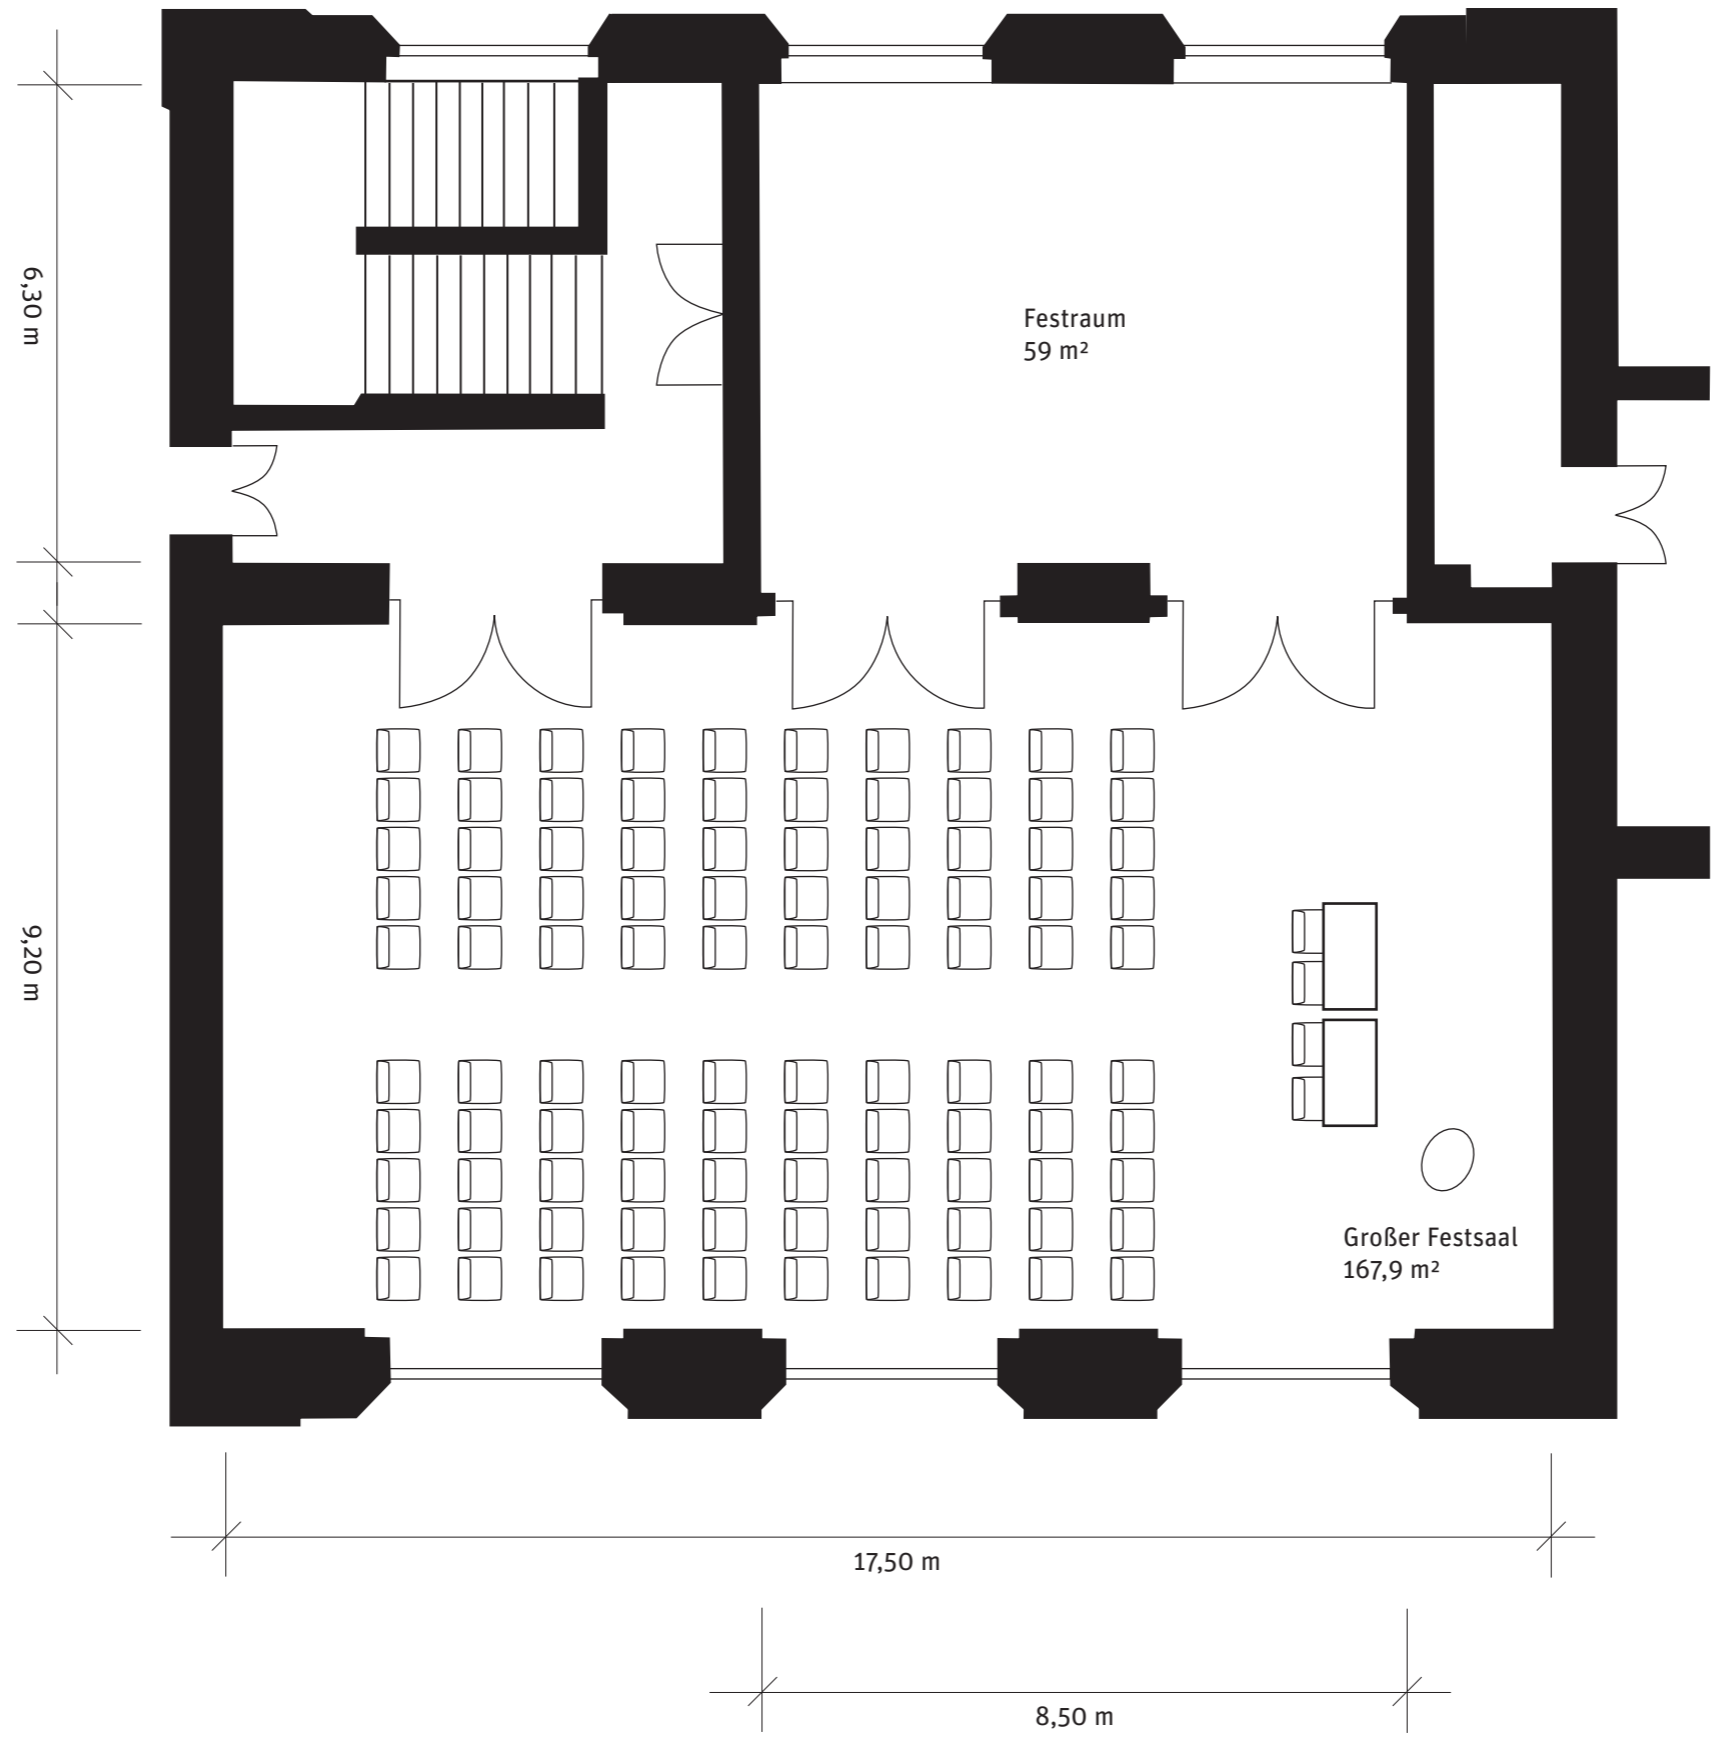 6,30 m
Festraum
59 m²
9,20 m
Großer Festsaal
167,9 m²
17,50 m
8,50 m